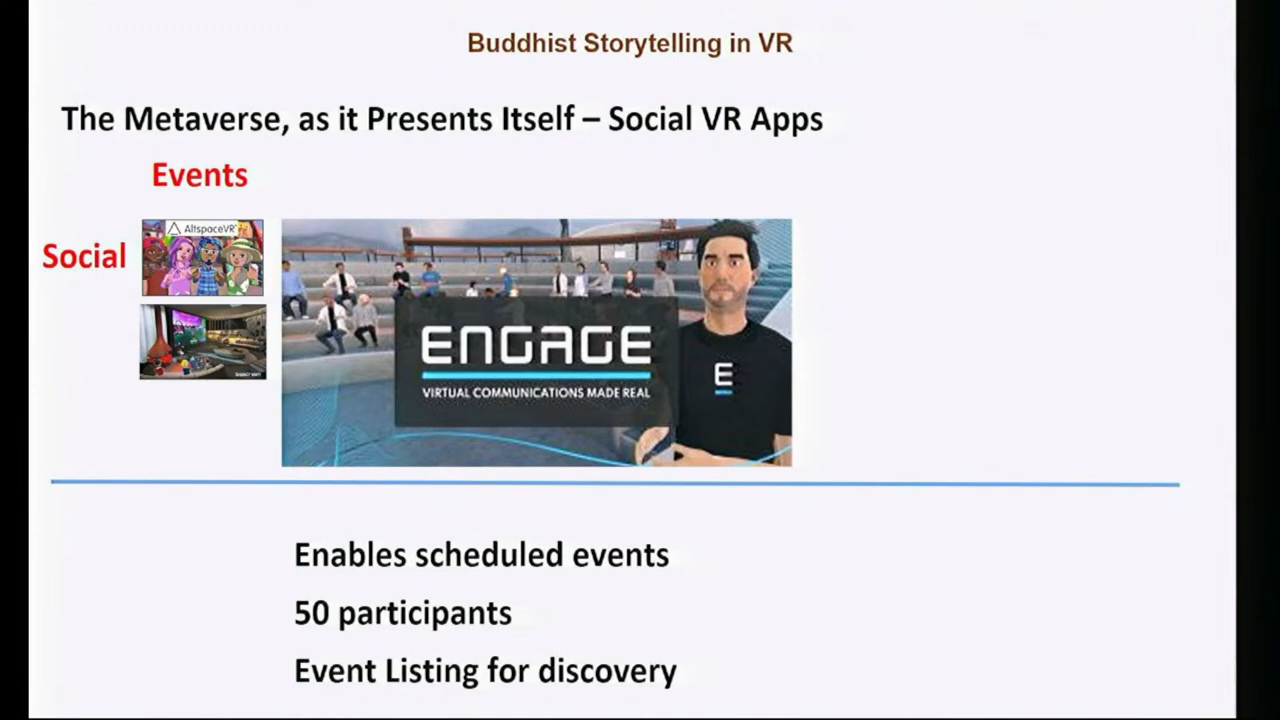 Buddhist Storytelling in VR
The Metaverse, as it Presents Itself – Social VR Apps
Events
Social
AltspaceVR
ENGAGE
VIRTUAL COMMUNICATIONS MADE REAL
E
Enables scheduled events
50 participants
Event Listing for discovery